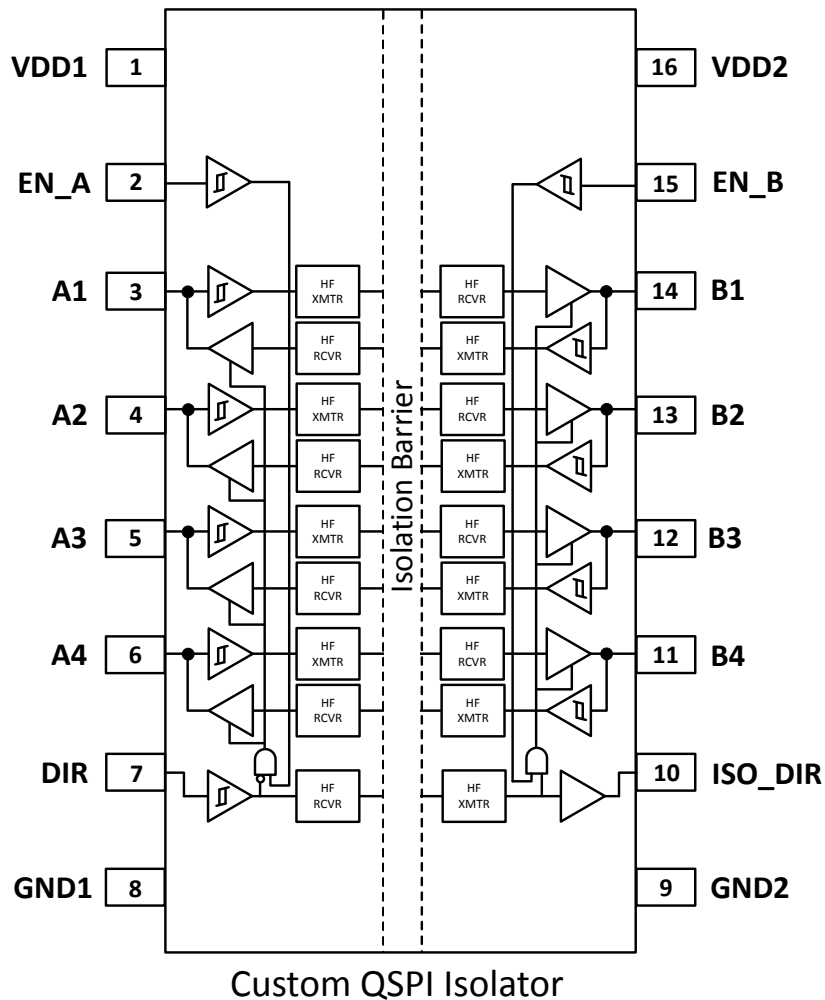 VDD1 1 16 VDD2
EN_A 2 15 EN_B
A1 3 HF XMTR HF RCVR 14 B1
HF RCVR HF XMTR
A2 4 HF XMTR HF RCVR 13 B2
HF RCVR HF XMTR
Isolation Barrier
A3 5 HF XMTR HF RCVR 12 B3
HF RCVR HF XMTR
A4 6 HF XMTR HF RCVR 11 B4
HF RCVR HF XMTR
DIR 7 HF RCVR HF XMTR 10 ISO_DIR
GND1 8 9 GND2
Custom QSPI Isolator